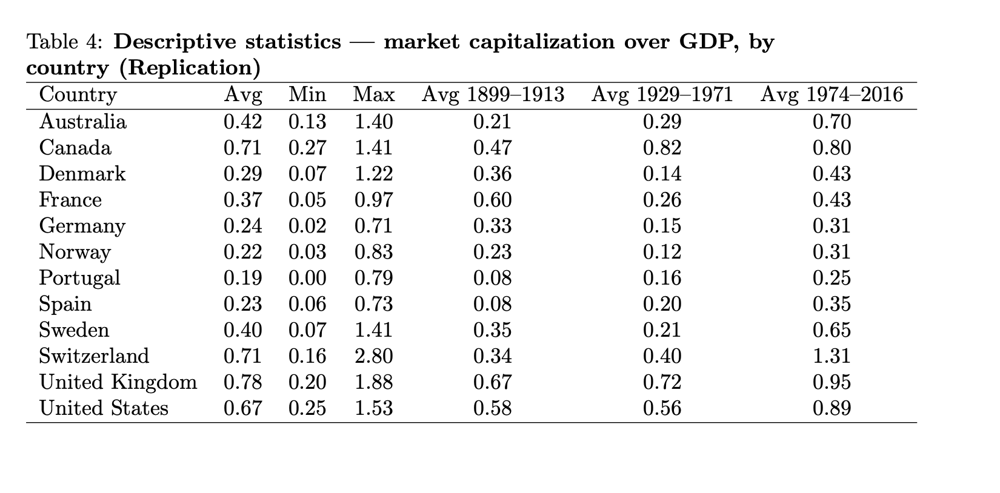 Table 4: Descriptive statistics — market capitalization over GDP, by
country (Replication)
Country Avg Min Max Avg 1899–1913 Avg 1929–1971 Avg 1974–2016
Australia 0.42 0.13 1.40 0.21 0.29 0.70
Canada 0.71 0.27 1.41 0.47 0.82 0.80
Denmark 0.29 0.07 1.22 0.36 0.14 0.43
France 0.37 0.05 0.97 0.60 0.26 0.43
Germany 0.24 0.02 0.71 0.33 0.15 0.31
Norway 0.22 0.03 0.83 0.23 0.12 0.31
Portugal 0.19 0.00 0.79 0.08 0.16 0.25
Spain 0.23 0.06 0.73 0.08 0.20 0.35
Sweden 0.40 0.07 1.41 0.35 0.21 0.65
Switzerland 0.71 0.16 2.80 0.34 0.40 1.31
United Kingdom 0.78 0.20 1.88 0.67 0.72 0.95
United States 0.67 0.25 1.53 0.58 0.56 0.89